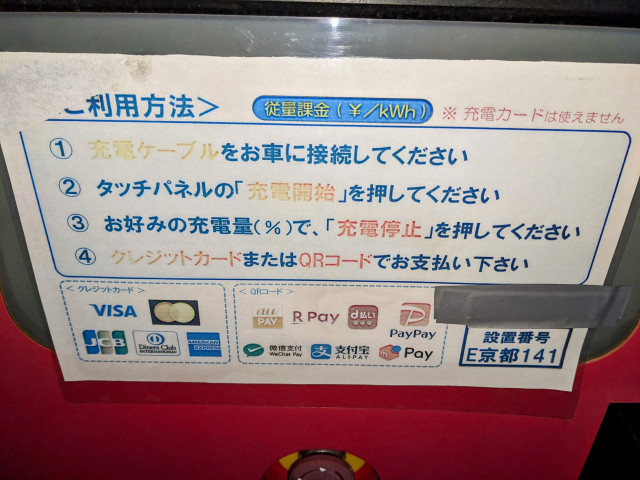 ご利用方法＞
従量課金（￥/kWh）
※ 充電カードは使えません
① 充電ケーブルをお車に接続してください
② タッチパネルの「充電開始」を押してください
③ お好みの充電量（％）で、「充電停止」を押してください
④ クレジットカードまたはQRコードでお支払い下さい
＜ クレジットカード ＞
VISA
JCB
Diners Club
INTERNATIONAL
AMERICAN
EXPRESS
＜ QRコード ＞
au
PAY
R Pay
d払い
PayPay
微信支付
WeChat Pay
支付宝
ALIPAY
Pay
設置番号
E京都141